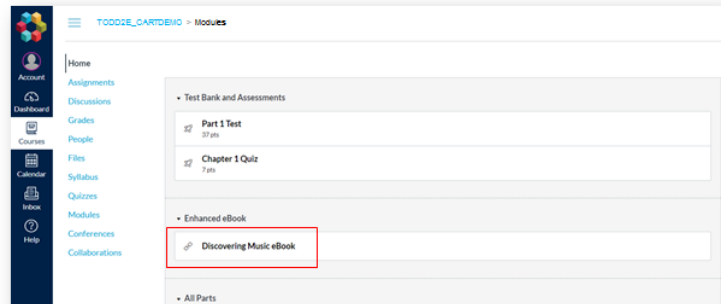 TODD2E_CARTDEMO > Modules
Account
Dashboard
Courses
Calendar
Inbox
Help
Home
Assignments
Discussions
Grades
People
Files
Syllabus
Quizzes
Modules
Conferences
Collaborations
Test Bank and Assessments
Part 1 Test
37 pts
Chapter 1 Quiz
7 pts
Enhanced eBook
Discovering Music eBook
All Parts